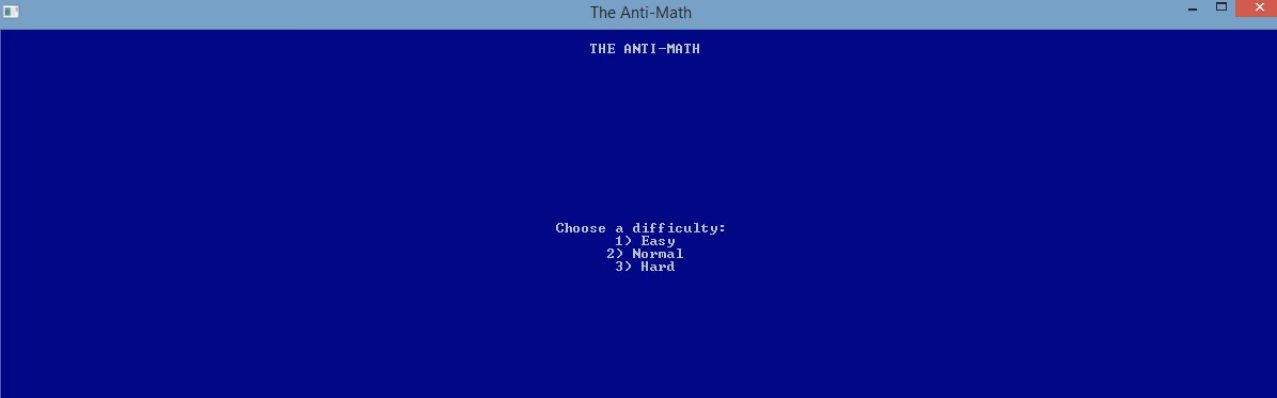 The Anti-Math
THE ANTI-MATH
Choose a difficulty:
1) Easy
2) Normal
3) Hard